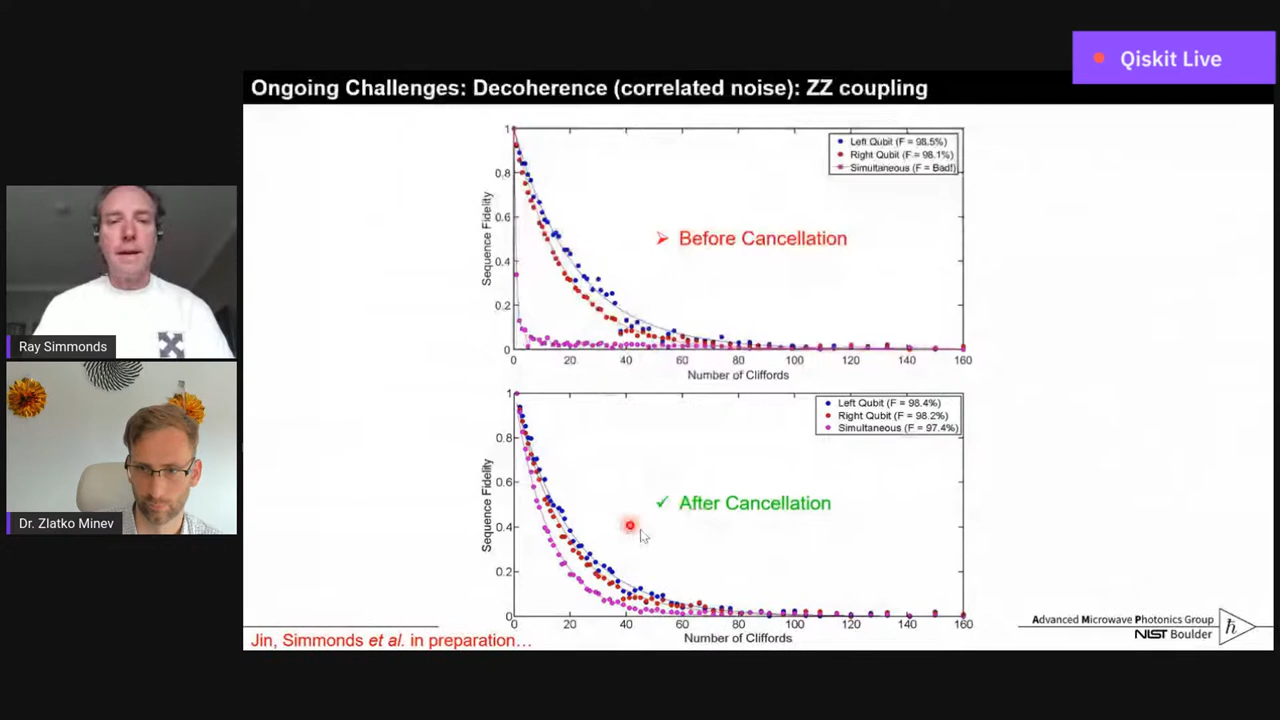 Qiskit Live
Ongoing Challenges: Decoherence (correlated noise): ZZ coupling
Ray Simmonds
Dr. Zlatko Minev
Sequence Fidelity
1
0.8
0.6
0.4
0.2
0
Left Qubit (F = 98.5%)
Right Qubit (F = 98.1%)
Simultaneous (F = Bad!)
➢ Before Cancellation
0 20 40 60 80 100 120 140 160
Number of Cliffords
Sequence Fidelity
1
0.8
0.6
0.4
0.2
0
Left Qubit (F = 98.4%)
Right Qubit (F = 98.2%)
Simultaneous (F = 97.4%)
✓ After Cancellation
0 20 40 60 80 100 120 140 160
Number of Cliffords
Jin, Simmonds et al. in preparation…
Advanced Microwave Photonics Group
NIST Boulder
ħ